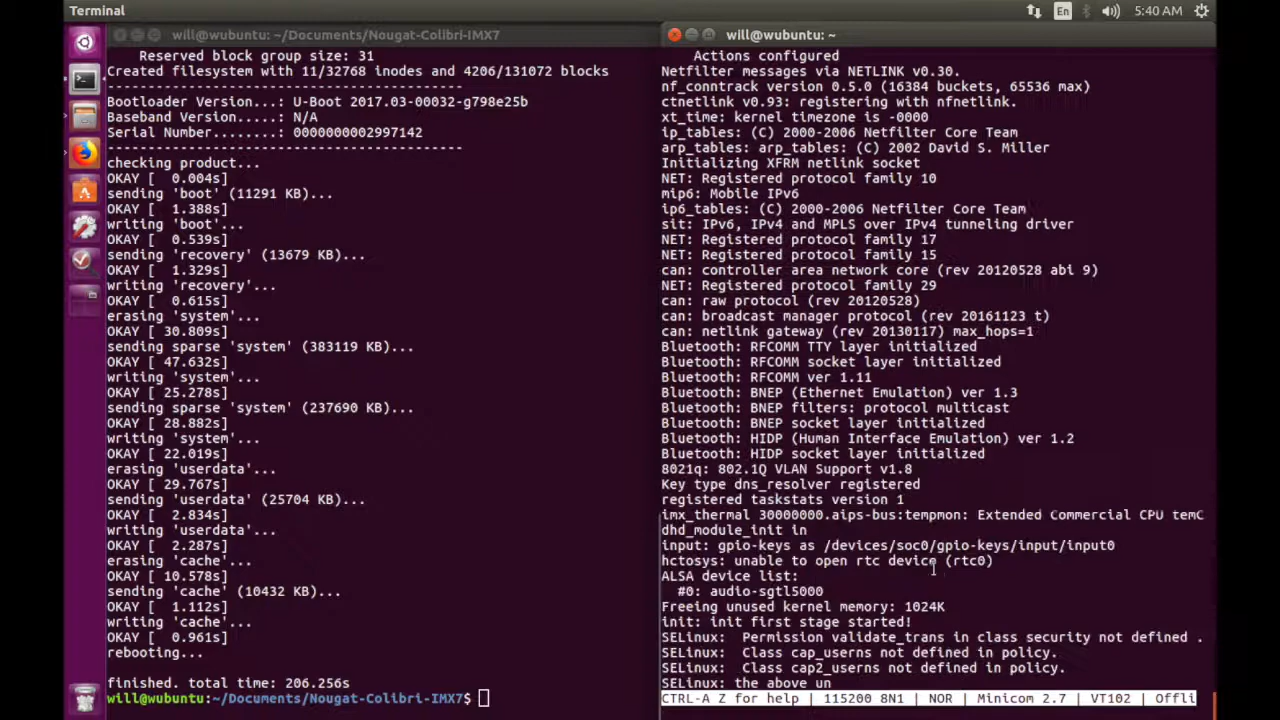 Terminal
En
5:40 AM
will@wubuntu: ~/Documents/Nougat-Colibri-IMX7
Reserved block group size: 31
Created filesystem with 11/32768 inodes and 4206/131072 blocks
--------------------------------------------
Bootloader Version...: U-Boot 2017.03-00032-g798e25b
Baseband Version.....: N/A
Serial Number........: 0000000002997142
--------------------------------------------
checking product...
OKAY [  0.004s]
sending 'boot' (11291 KB)...
OKAY [  1.388s]
writing 'boot'...
OKAY [  0.539s]
sending 'recovery' (13679 KB)...
OKAY [  1.329s]
writing 'recovery'...
OKAY [  0.615s]
erasing 'system'...
OKAY [ 30.809s]
sending sparse 'system' (383119 KB)...
OKAY [ 47.632s]
writing 'system'...
OKAY [ 25.278s]
sending sparse 'system' (237690 KB)...
OKAY [ 28.882s]
writing 'system'...
OKAY [ 22.019s]
erasing 'userdata'...
OKAY [ 29.767s]
sending 'userdata' (25704 KB)...
OKAY [  2.834s]
writing 'userdata'...
OKAY [  2.287s]
erasing 'cache'...
OKAY [ 10.578s]
sending 'cache' (10432 KB)...
OKAY [  1.112s]
writing 'cache'...
OKAY [  0.961s]
rebooting...
finished. total time: 206.256s
will@wubuntu:~/Documents/Nougat-Colibri-IMX7$
will@wubuntu: ~
Actions configured
Netfilter messages via NETLINK v0.30.
nf_conntrack version 0.5.0 (16384 buckets, 65536 max)
ctnetlink v0.93: registering with nfnetlink.
xt_time: kernel timezone is -0000
ip_tables: (C) 2000-2006 Netfilter Core Team
arp_tables: arp_tables: (C) 2002 David S. Miller
Initializing XFRM netlink socket
NET: Registered protocol family 10
mip6: Mobile IPv6
ip6_tables: (C) 2000-2006 Netfilter Core Team
sit: IPv6, IPv4 and MPLS over IPv4 tunneling driver
NET: Registered protocol family 17
NET: Registered protocol family 15
can: controller area network core (rev 20120528 abi 9)
NET: Registered protocol family 29
can: raw protocol (rev 20120528)
can: broadcast manager protocol (rev 20161123 t)
can: netlink gateway (rev 20130117) max_hops=1
Bluetooth: RFCOMM TTY layer initialized
Bluetooth: RFCOMM socket layer initialized
Bluetooth: RFCOMM ver 1.11
Bluetooth: BNEP (Ethernet Emulation) ver 1.3
Bluetooth: BNEP filters: protocol multicast
Bluetooth: BNEP socket layer initialized
Bluetooth: HIDP (Human Interface Emulation) ver 1.2
Bluetooth: HIDP socket layer initialized
8021q: 802.1Q VLAN Support v1.8
Key type dns_resolver registered
registered taskstats version 1
imx_thermal 30000000.aips-bus:tempmon: Extended Commercial CPU temC
dhd_module_init in
input: gpio-keys as /devices/soc0/gpio-keys/input/input0
hctosys: unable to open rtc device (rtc0)
ALSA device list:
#0: audio-sgtl5000
Freeing unused kernel memory: 1024K
init: init first stage started!
SELinux:  Permission validate_trans in class security not defined .
SELinux:  Class cap_userns not defined in policy.
SELinux:  Class cap2_userns not defined in policy.
SELinux: the above un
CTRL-A Z for help | 115200 8N1 | NOR | Minicom 2.7 | VT102 | Offli